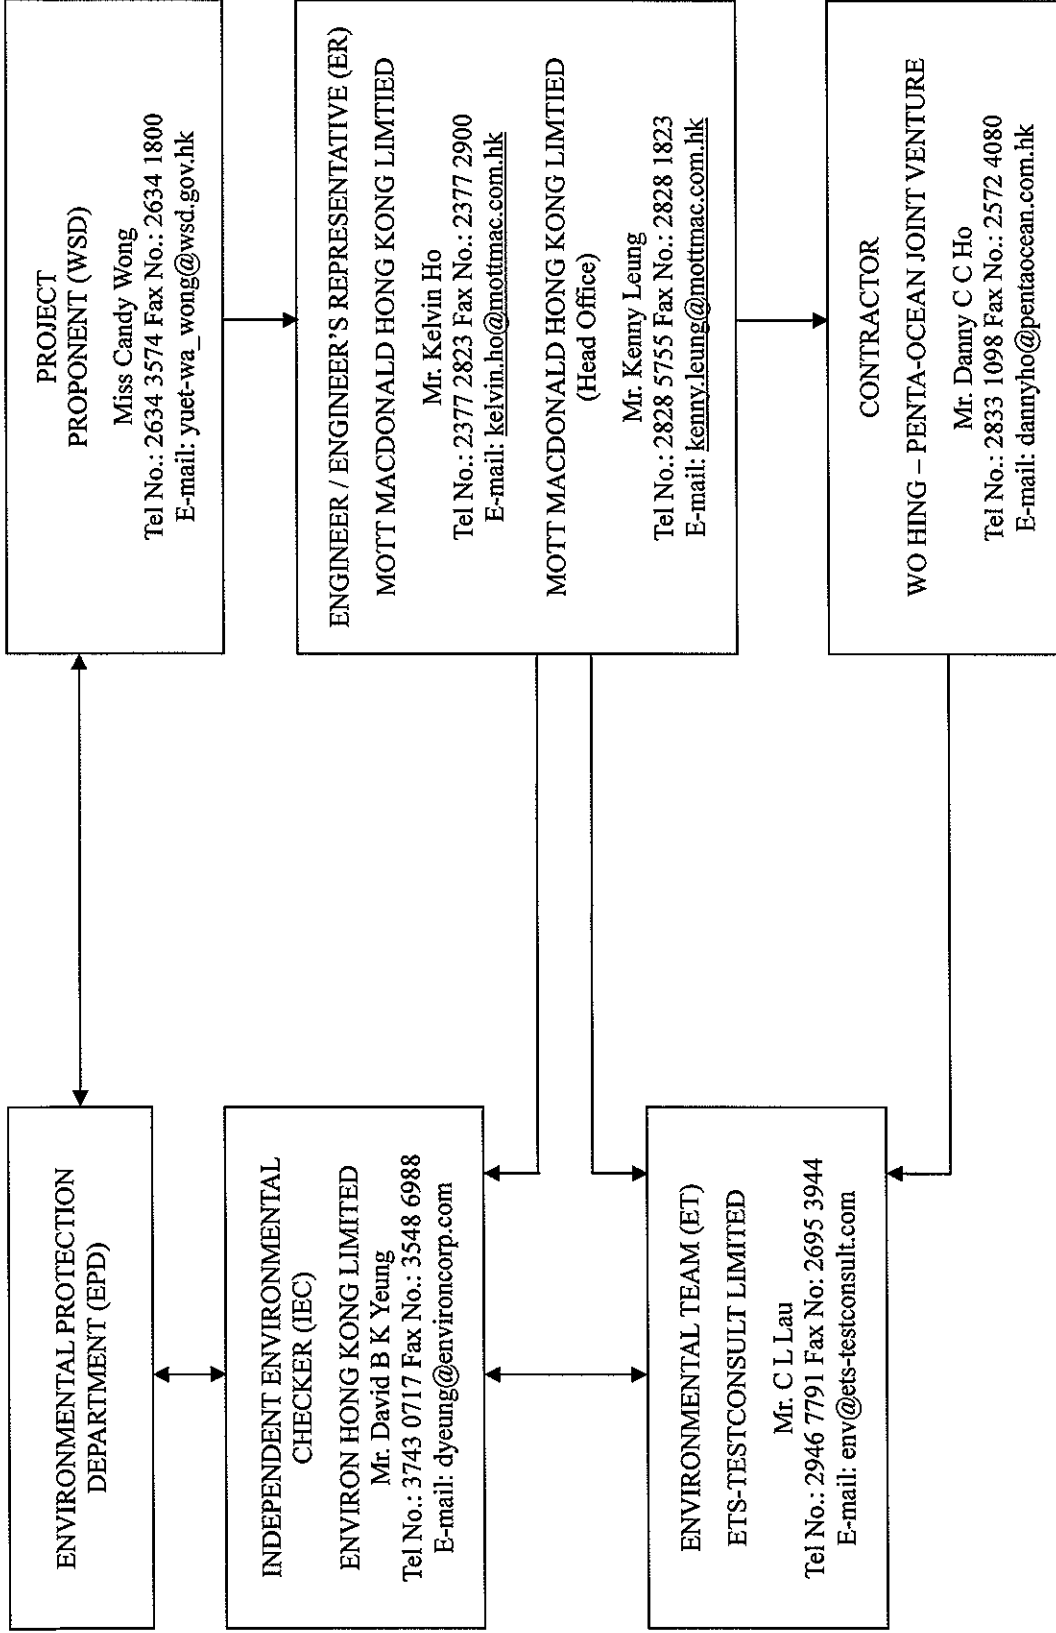 ENVIRONMENTAL PROTECTION
DEPARTMENT (EPD)
PROJECT
PROPONENT (WSD)
Miss Candy Wong
Tel No.: 2634 3574 Fax No.: 2634 1800
E-mail: yuet-wa_wong@wsd.gov.hk
INDEPENDENT ENVIRONMENTAL
CHECKER (IEC)
ENVIRON HONG KONG LIMITED
Mr. David B K Yeung
Tel No.: 3743 0717 Fax No.: 3548 6988
E-mail: dyeung@environcorp.com
ENGINEER / ENGINEER'S REPRESENTATIVE (ER)
MOTT MACDONALD HONG KONG LIMTIED
Mr. Kelvin Ho
Tel No.: 2377 2823 Fax No.: 2377 2900
E-mail: kelvin.ho@mottmac.com.hk
MOTT MACDONALD HONG KONG LIMTIED
(Head Office)
Mr. Kenny Leung
Tel No.: 2828 5755 Fax No.: 2828 1823
E-mail: kenny.leung@mottmac.com.hk
ENVIRONMENTAL TEAM (ET)
ETS-TESTCONSULT LIMITED
Mr. C L Lau
Tel No.: 2946 7791 Fax No: 2695 3944
E-mail: env@ets-testconsult.com
CONTRACTOR
WO HING – PENTA-OCEAN JOINT VENTURE
Mr. Danny C C Ho
Tel No.: 2833 1098 Fax No.: 2572 4080
E-mail: dannyho@pentaocean.com.hk